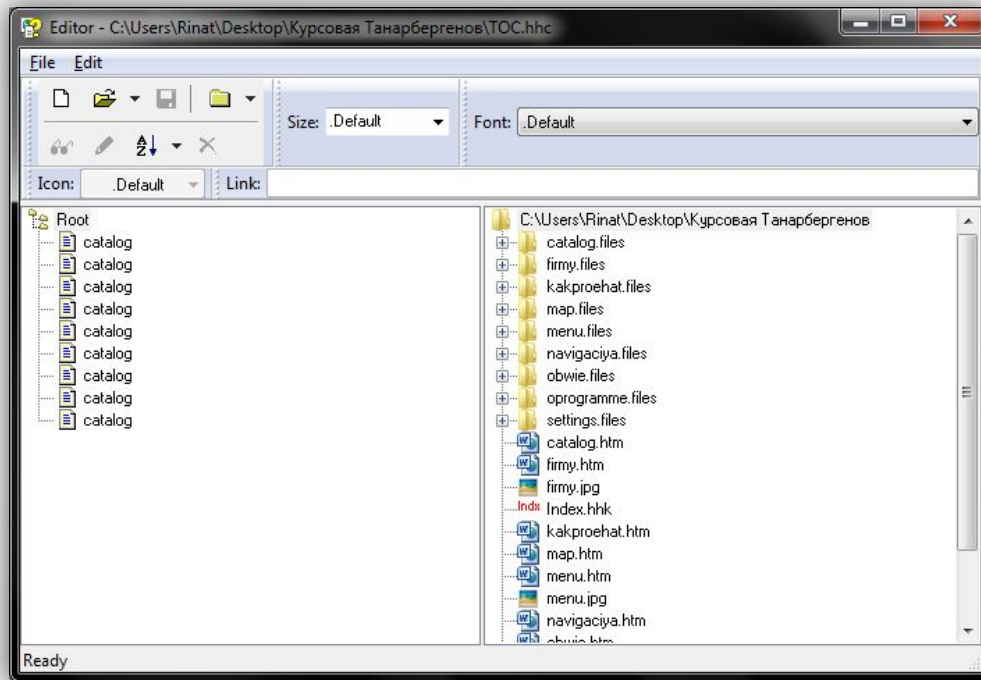 Editor - C:\Users\Rinat\Desktop\Курсовая Танарбергенов\TOC.hhc
File Edit
Size: .Default
Font: .Default
Icon: .Default
Link:
Root
catalog
catalog
catalog
catalog
catalog
catalog
catalog
catalog
catalog
C:\Users\Rinat\Desktop\Курсовая Танарбергенов
catalog.files
firmy.files
kakproehat.files
map.files
menu.files
navigaciya.files
obwie.files
oprogramme.files
settings.files
catalog.htm
firmy.htm
firmy.jpg
Indx Index.hhk
kakproehat.htm
map.htm
menu.htm
menu.jpg
navigaciya.htm
obwie.htm
Ready